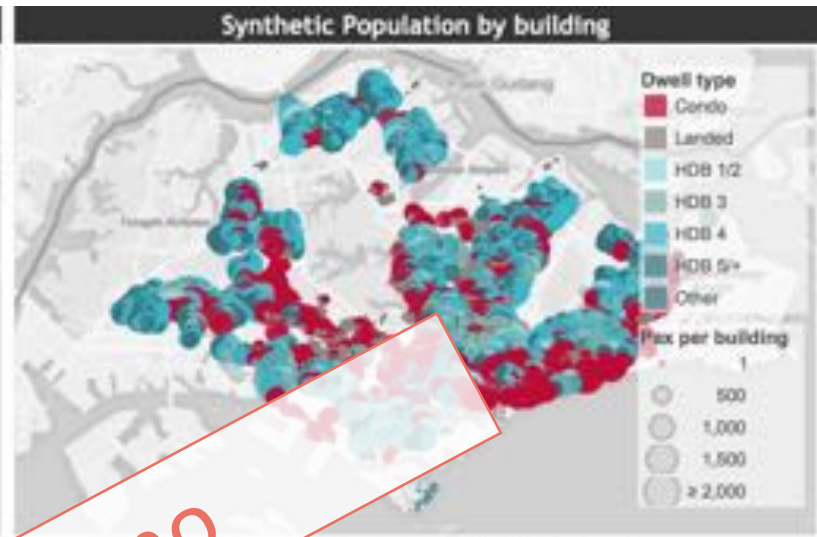 Synthetic Population by building
Dwell type
Condo
Landed
HDB 1/2
HDB 3
HDB 4
HDB 5/+
Other
Pax per building
1
500
1,000
1,500
≥ 2,000